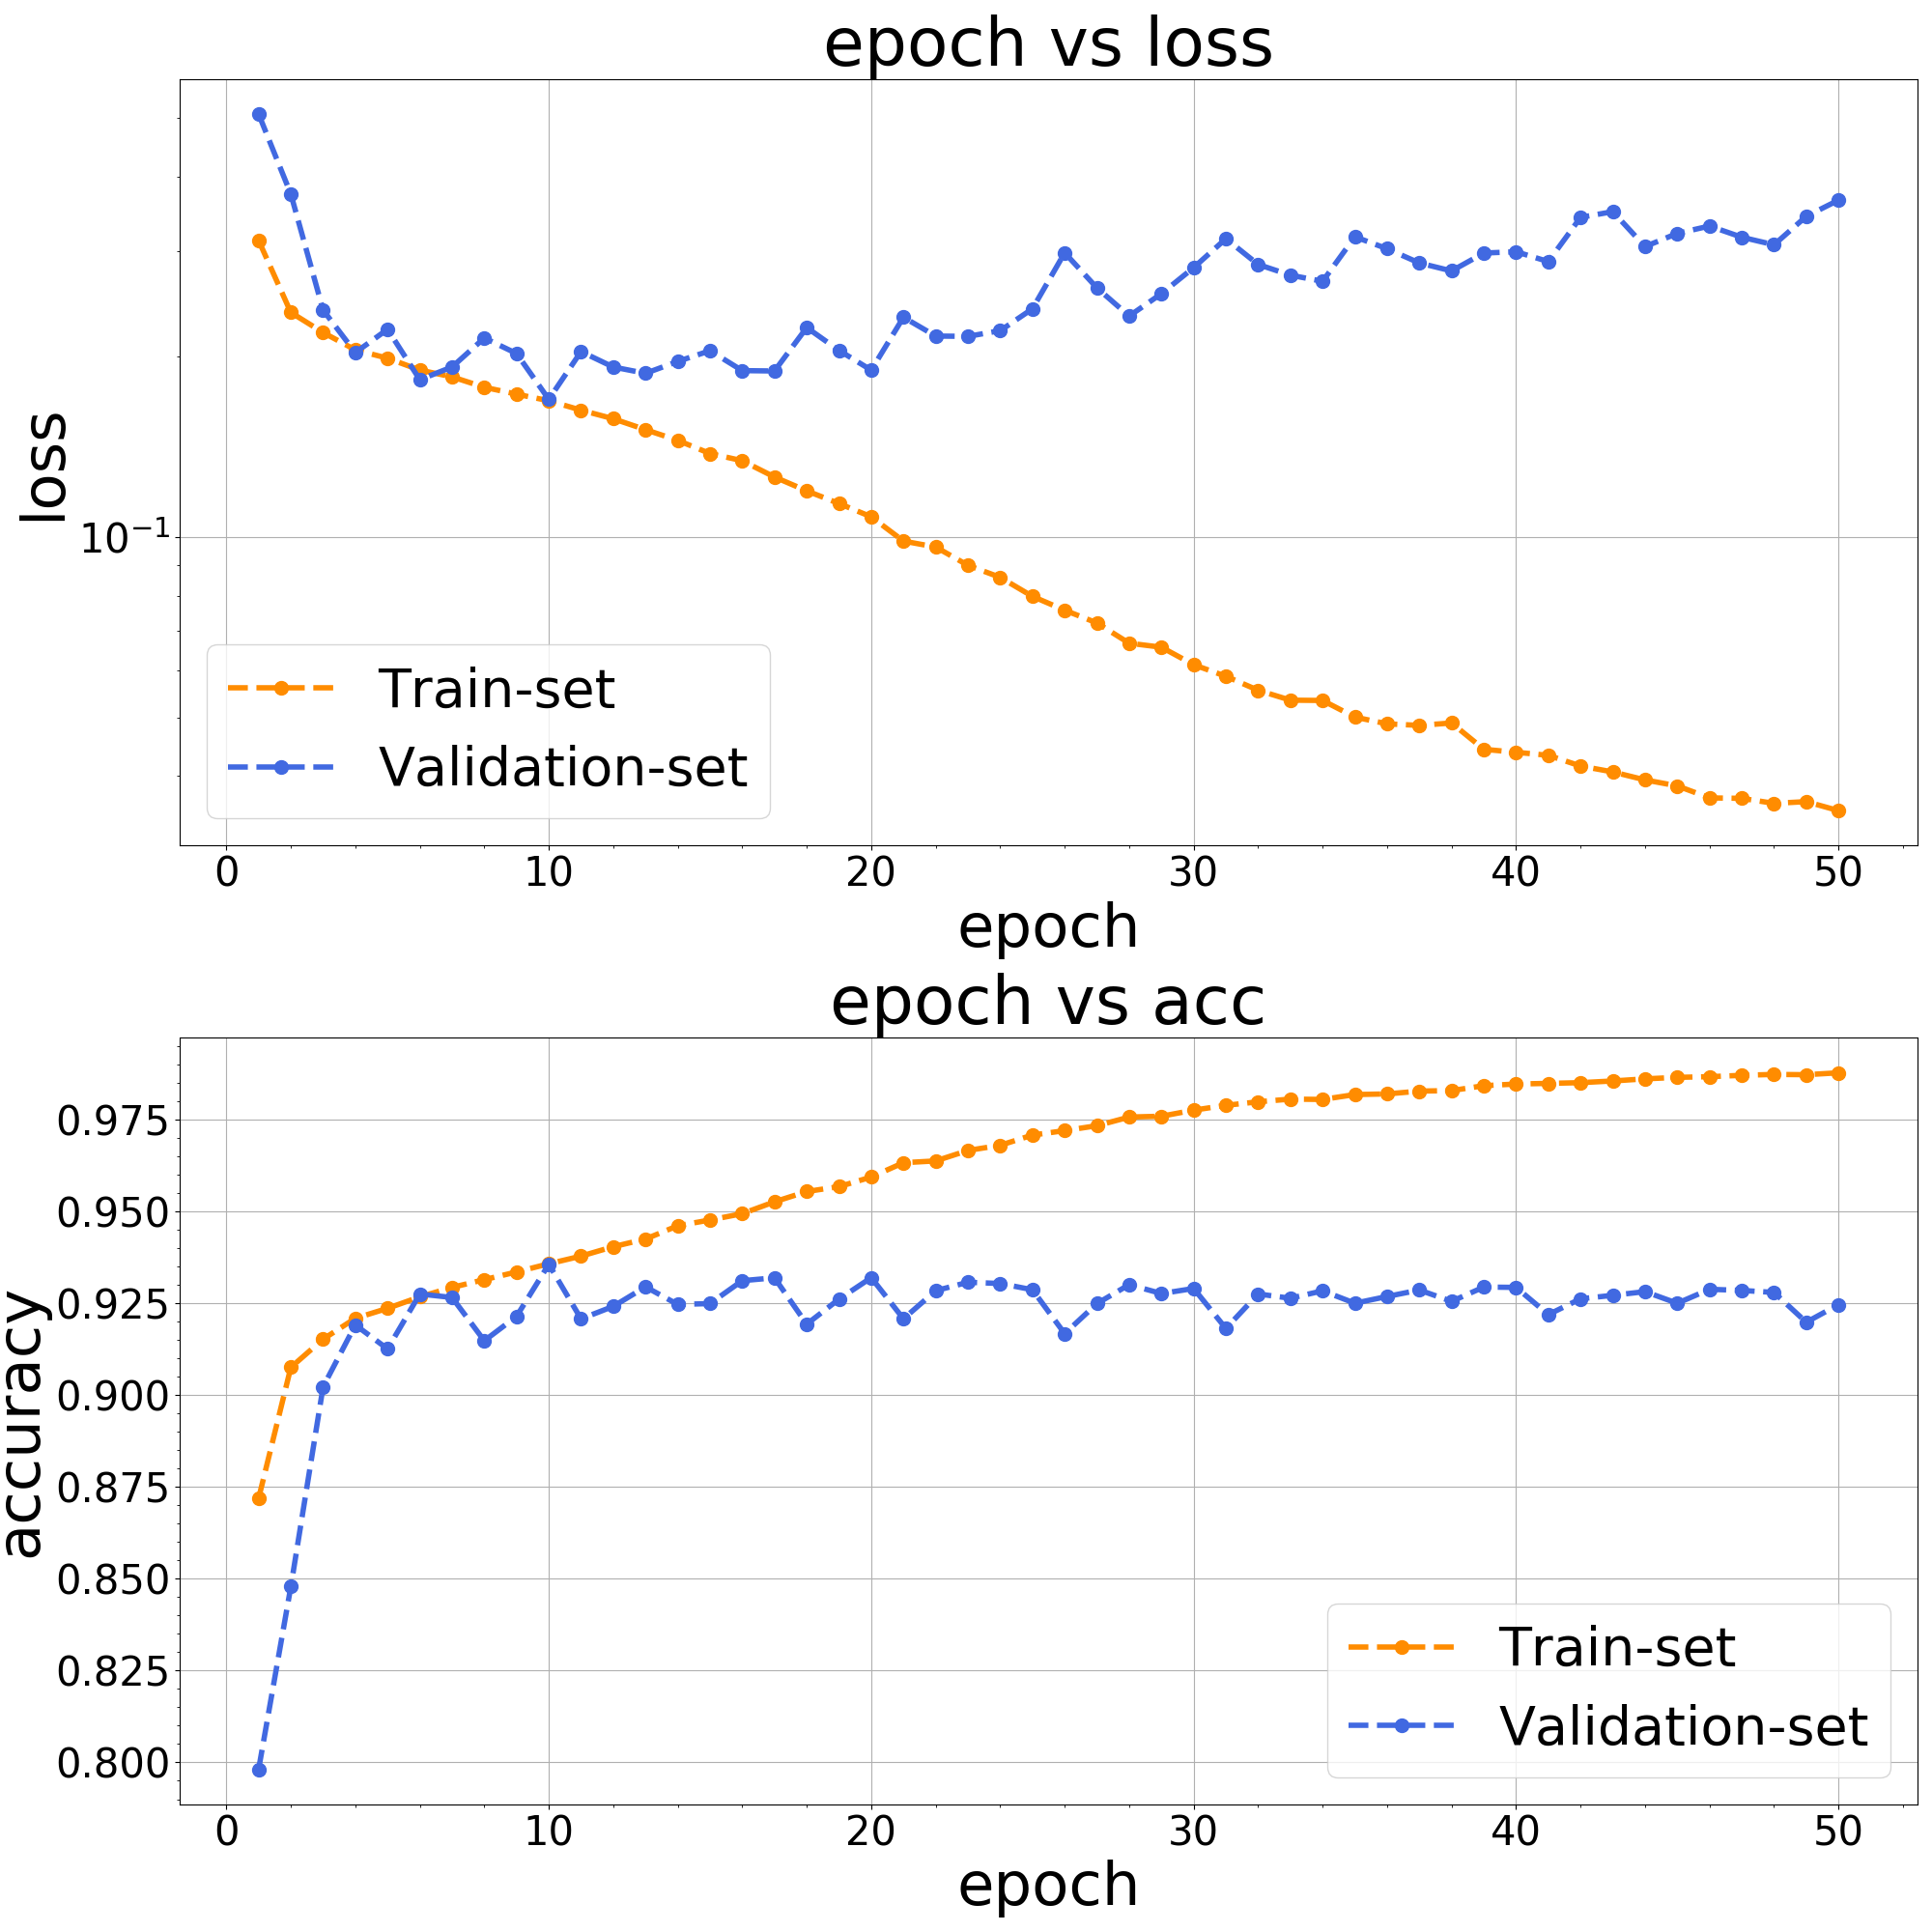 epoch vs loss
loss
10⁻¹
Train-set
Validation-set
0 10 20 30 40 50
epoch
epoch vs acc
accuracy
0.975
0.950
0.925
0.900
0.875
0.850
0.825
0.800
Train-set
Validation-set
0 10 20 30 40 50
epoch